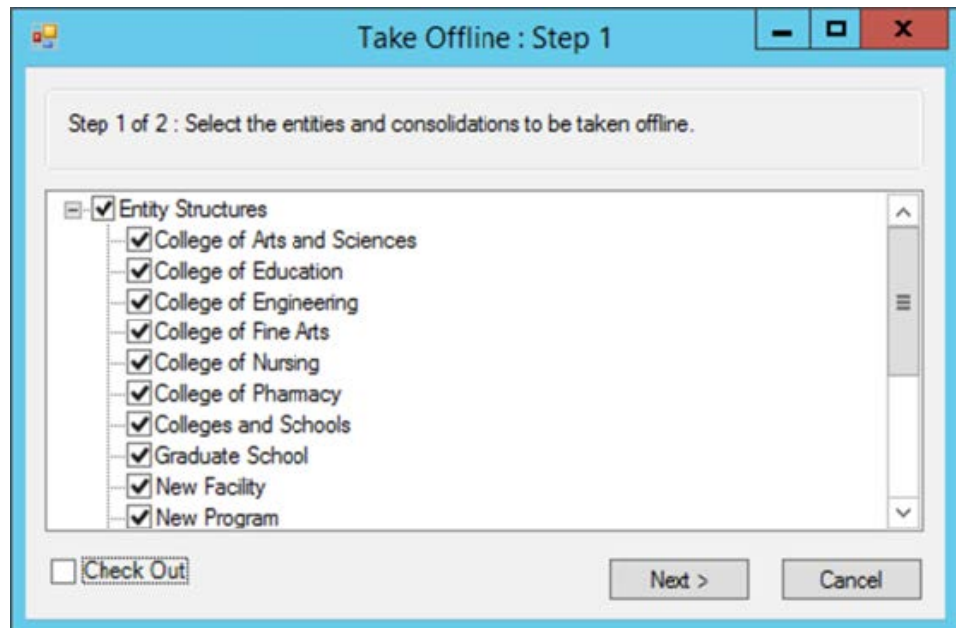 Take Offline : Step 1
Step 1 of 2 : Select the entities and consolidations to be taken offline.
Entity Structures
College of Arts and Sciences
College of Education
College of Engineering
College of Fine Arts
College of Nursing
College of Pharmacy
Colleges and Schools
Graduate School
New Facility
New Program
Check Out
Next >
Cancel